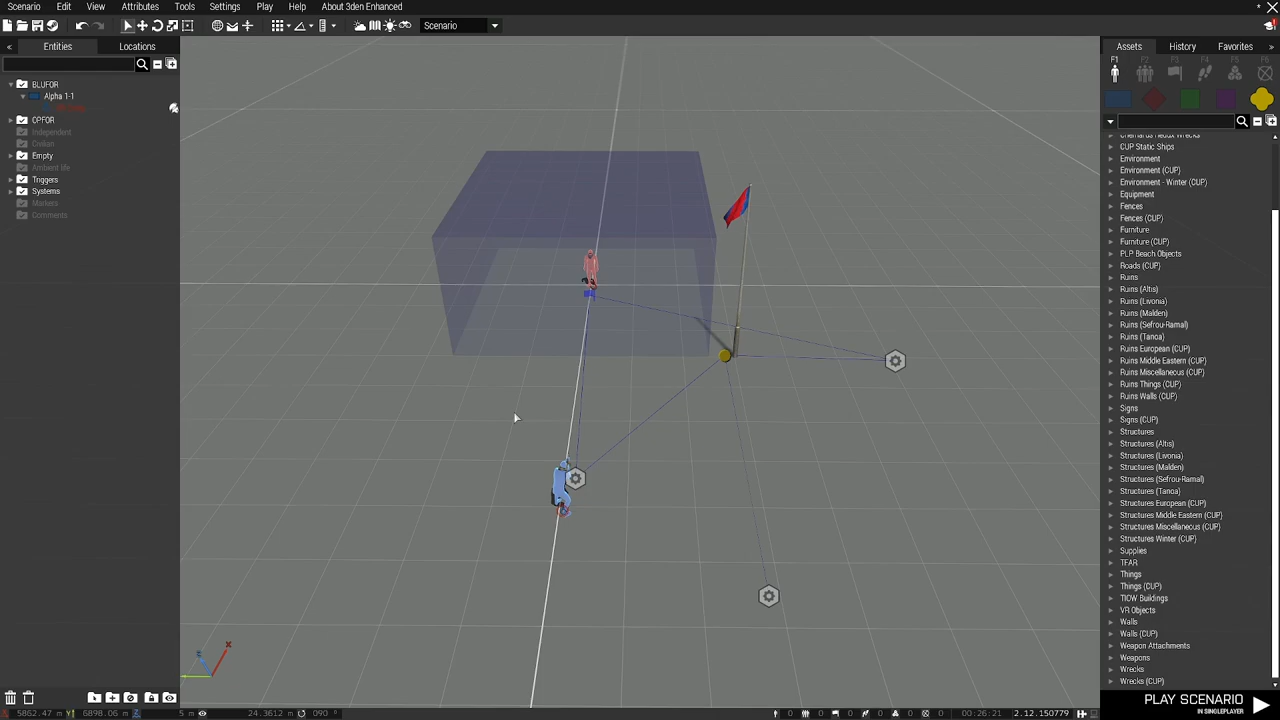 Scenario Edit View Attributes Tools Settings Play Help About 3den Enhanced
Scenario
Entities Locations
BLUFOR
Alpha 1-1
OPFOR
Independent
Civilian
Empty
Ambient life
Triggers
Systems
Markers
Comments
Assets History Favorites
F1 F2 F3 F4 F5 F6
Chernarus Redux Wrecks
CUP Static Ships
Environment
Environment (CUP)
Environment - Winter (CUP)
Equipment
Fences
Fences (CUP)
Furniture
Furniture (CUP)
PLP Beach Objects
Roads (CUP)
Ruins
Ruins (Altis)
Ruins (Livonia)
Ruins (Malden)
Ruins (Sefrou-Ramal)
Ruins (Tanoa)
Ruins European (CUP)
Ruins Middle Eastern (CUP)
Ruins Miscellaneous (CUP)
Ruins Things (CUP)
Ruins Walls (CUP)
Signs
Signs (CUP)
Structures
Structures (Altis)
Structures (Livonia)
Structures (Malden)
Structures (Sefrou-Ramal)
Structures (Tanoa)
Structures European (CUP)
Structures Middle Eastern (CUP)
Structures Miscellaneous (CUP)
Structures Winter (CUP)
Supplies
TFAR
Things
Things (CUP)
TIOW Buildings
VR Objects
Walls
Walls (CUP)
Weapon Attachments
Weapons
Wrecks
Wrecks (CUP)
PLAY SCENARIO
IN SINGLEPLAYER
X 5862.42 m Y 6898.06 m Z 5 m 24.3612 m 090 ° 0 0 0 0 0 0 00:26:21 2.12.150779